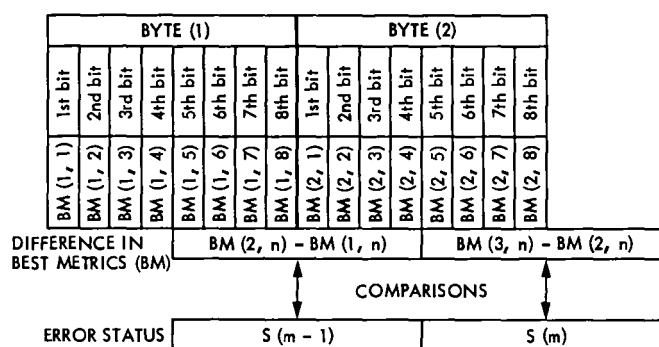 BYTE (1) BYTE (2)
1st bit 2nd bit 3rd bit 4th bit 5th bit 6th bit 7th bit 8th bit 1st bit 2nd bit 3rd bit 4th bit 5th bit 6th bit 7th bit 8th bit
BM (1, 1) BM (1, 2) BM (1, 3) BM (1, 4) BM (1, 5) BM (1, 6) BM (1, 7) BM (1, 8) BM (2, 1) BM (2, 2) BM (2, 3) BM (2, 4) BM (2, 5) BM (2, 6) BM (2, 7) BM (2, 8)
DIFFERENCE IN BEST METRICS (BM)
BM (2, n) – BM (1, n) BM (3, n) – BM (2, n)
COMPARISONS
ERROR STATUS S (m – 1) S (m)